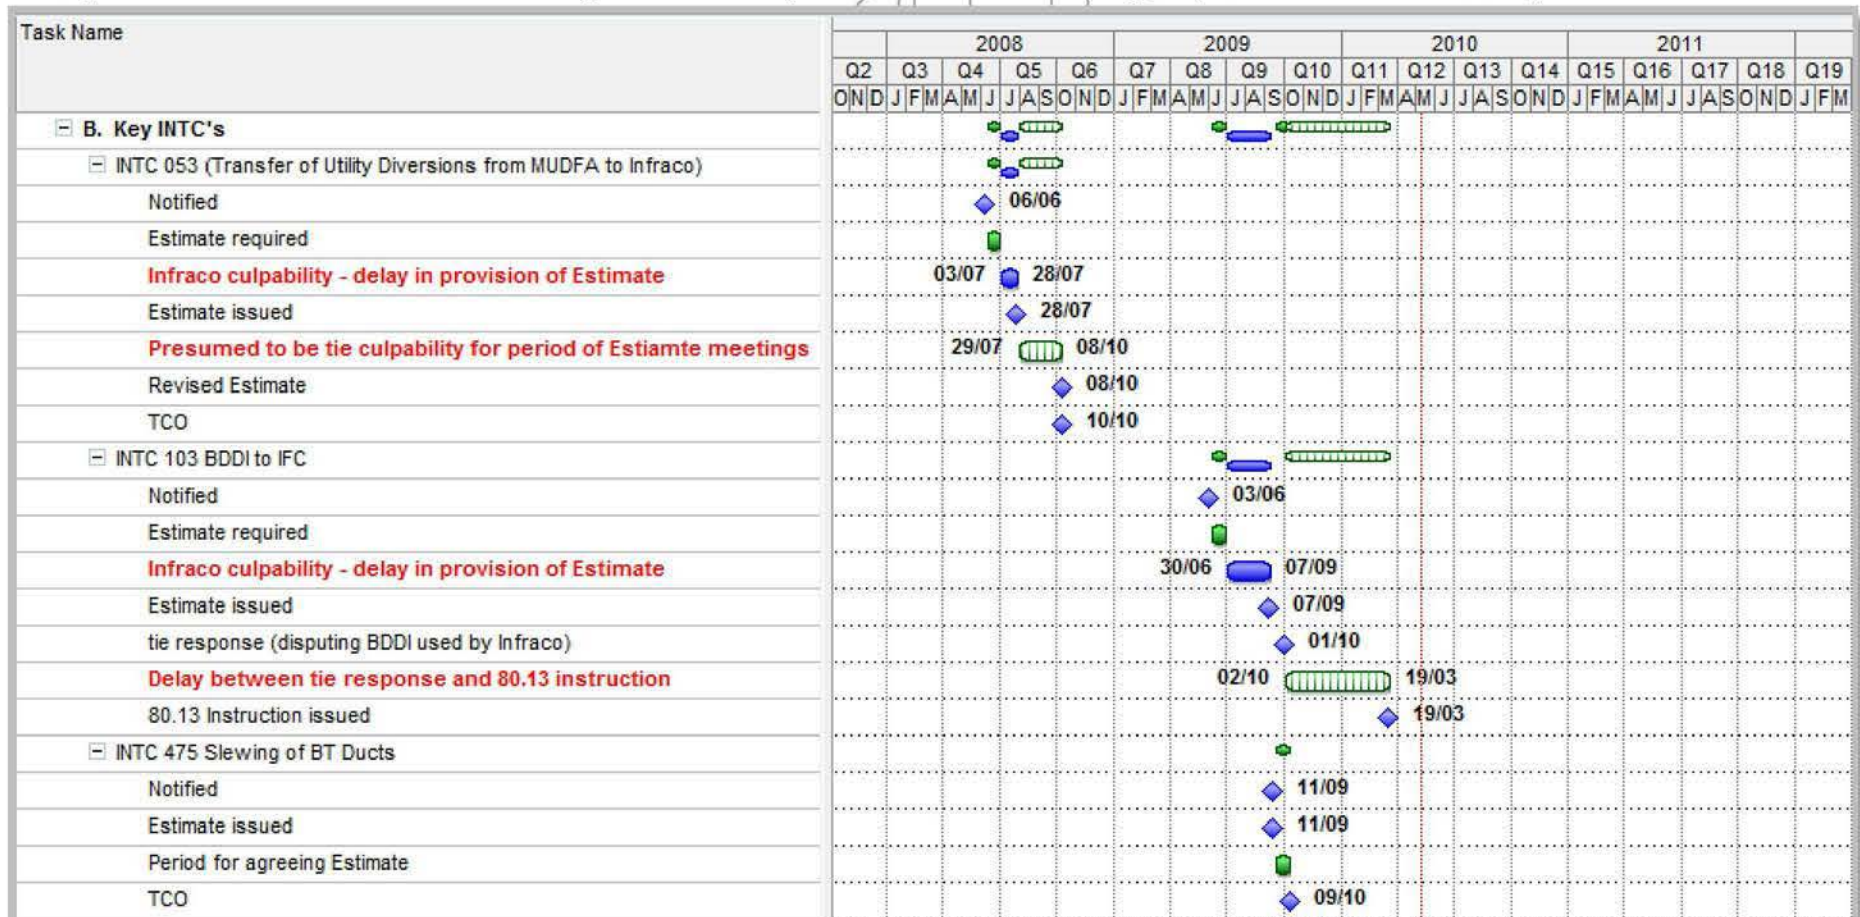 Task Name
2008 2009 2010 2011
Q2 Q3 Q4 Q5 Q6 Q7 Q8 Q9 Q10 Q11 Q12 Q13 Q14 Q15 Q16 Q17 Q18 Q19
O N D J F M A M J J A S O N D J F M A M J J A S O N D J F M A M J J A S O N D J F M A M J J A S O N D J F M
B. Key INTC's
INTC 053 (Transfer of Utility Diversions from MUDFA to Infraco)
Notified 06/06
Estimate required
Infraco culpability - delay in provision of Estimate 03/07 28/07
Estimate issued 28/07
Presumed to be tie culpability for period of Estiamte meetings 29/07 08/10
Revised Estimate 08/10
TCO 10/10
INTC 103 BDDI to IFC
Notified 03/06
Estimate required
Infraco culpability - delay in provision of Estimate 30/06 07/09
Estimate issued 07/09
tie response (disputing BDDI used by Infraco) 01/10
Delay between tie response and 80.13 instruction 02/10 19/03
80.13 Instruction issued 19/03
INTC 475 Slewing of BT Ducts
Notified 11/09
Estimate issued 11/09
Period for agreeing Estimate
TCO 09/10